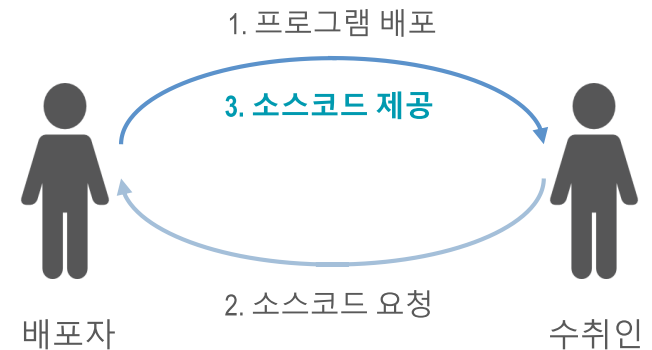 1. 프로그램 배포
3. 소스코드 제공
2. 소스코드 요청
배포자
수취인